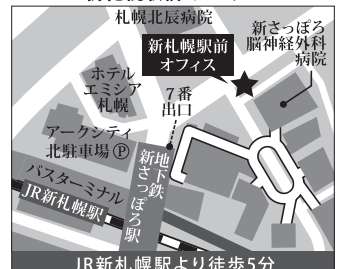 札幌北辰病院
新さっぽろ
脳神経外科
病院
新札幌駅前
オフィス
ホテル
エミシア
札幌
7番
出口
アークシティ
北駐車場Ⓟ
地下鉄
新さっぽろ駅
バスターミナル
JR新札幌駅
JR新札幌駅より徒歩5分